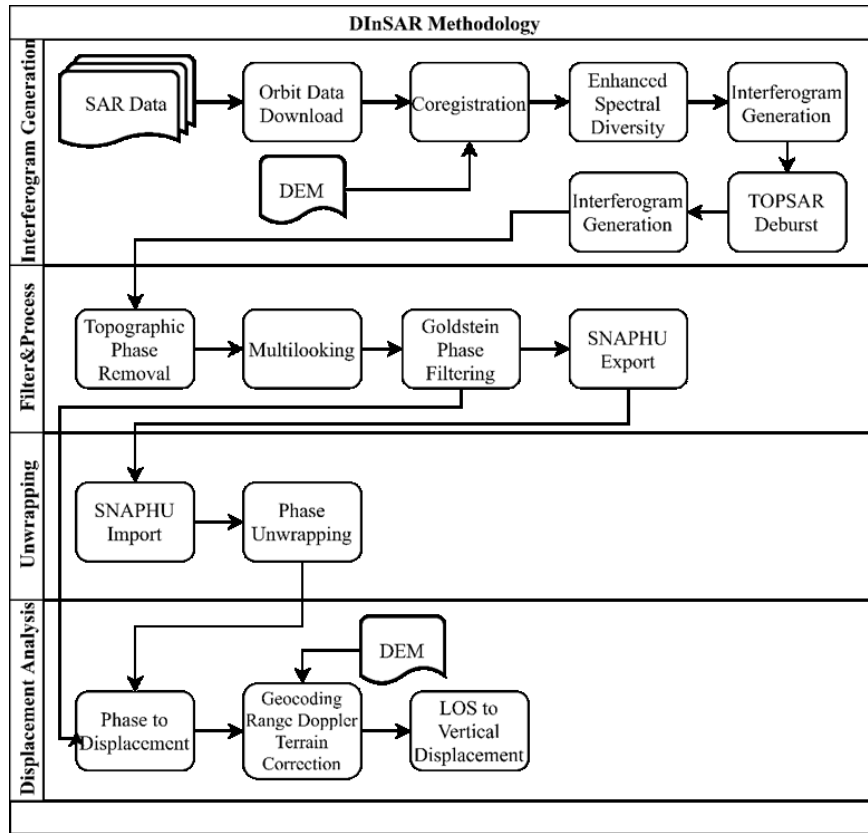 DInSAR Methodology
Interferogram Generation
SAR Data
Orbit Data
Download
Coregistration
Enhanced
Spectral
Diversity
Interferogram
Generation
DEM
Interferogram
Generation
TOPSAR
Deburst
Filter&Process
Topographic
Phase
Removal
Multilooking
Goldstein
Phase
Filtering
SNAPHU
Export
Unwrapping
SNAPHU
Import
Phase
Unwrapping
Displacement Analysis
DEM
Phase to
Displacement
Geocoding
Range Doppler
Terrain
Correction
LOS to
Vertical
Displacement